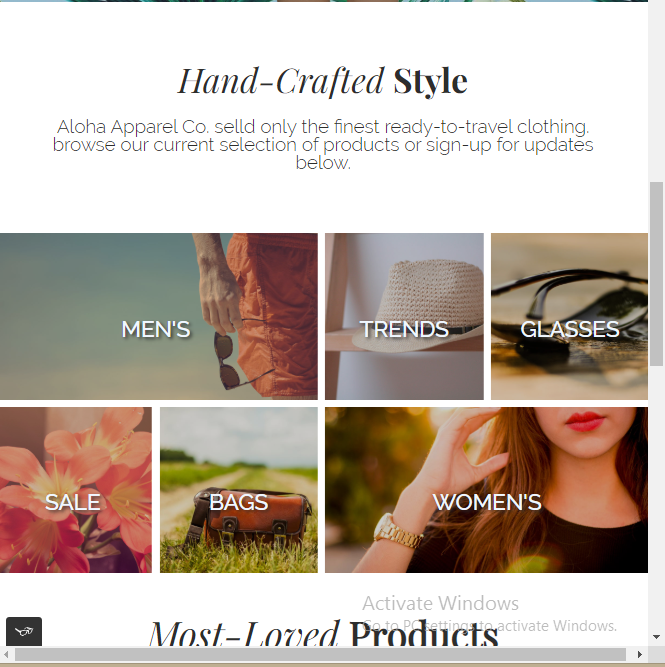 Hand-Crafted Style
Aloha Apparel Co. selld only the finest ready-to-travel clothing.
browse our current selection of products or sign-up for updates
below.
MEN'S
TRENDS
GLASSES
SALE
BAGS
WOMEN'S
Activate Windows
Go to PC settings to activate Windows.
Most-Loved Products